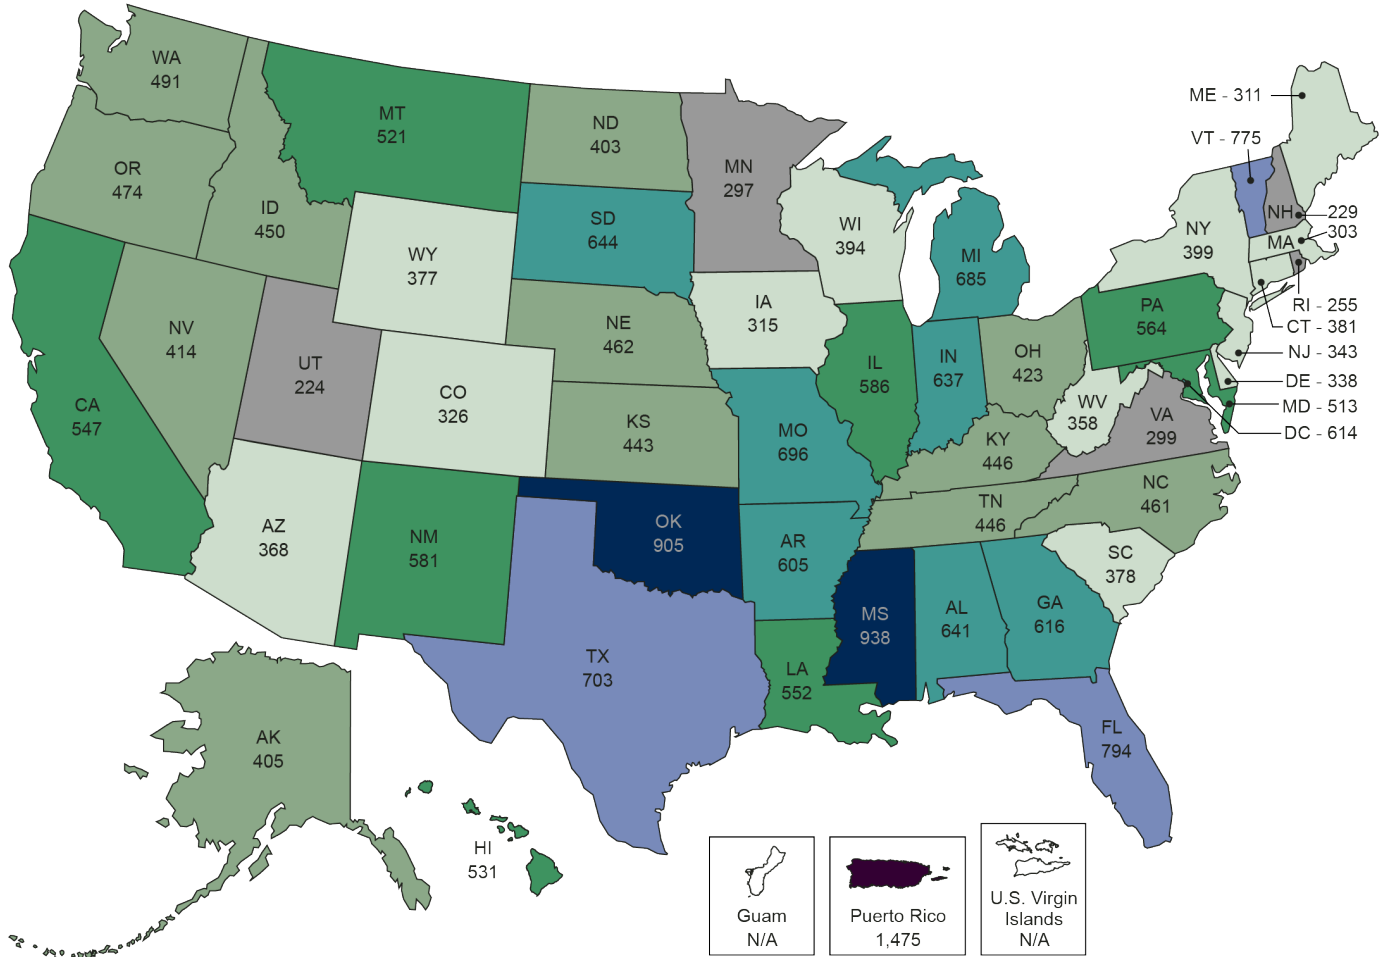 WA
491
MT
521
ND
403
MN
297
ME - 311
VT - 775
OR
474
ID
450
SD
644
WI
394
NH
229
MA
303
NY
399
WY
377
MI
685
IA
315
RI - 255
CT - 381
NJ - 343
DE - 338
MD - 513
DC - 614
NV
414
UT
224
NE
462
IL
586
IN
637
OH
423
PA
564
CA
547
CO
326
KS
443
MO
696
KY
446
WV
358
VA
299
AZ
368
NM
581
OK
905
AR
605
TN
446
NC
461
SC
378
MS
938
AL
641
GA
616
TX
703
LA
552
FL
794
AK
405
HI
531
Guam
N/A
Puerto Rico
1,475
U.S. Virgin
Islands
N/A